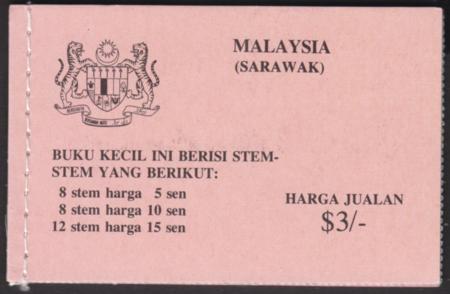 MALAYSIA
(SARAWAK)
BUKU KECIL INI BERISI STEM-
STEM YANG BERIKUT:
8 stem harga 5 sen
8 stem harga 10 sen
12 stem harga 15 sen
HARGA JUALAN
$3/-